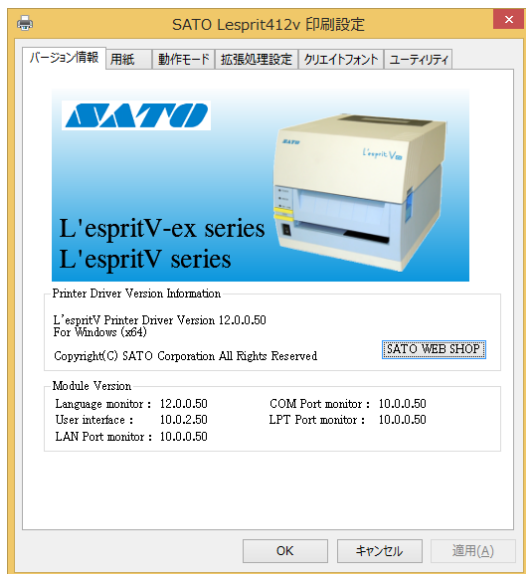 SATO Lesprit412v 印刷設定
バージョン情報 用紙 動作モード 拡張処理設定 クリエイトフォント ユーティリティ
SATO
SATO
L'esprit V
L'espritV-ex series
L'espritV series
Printer Driver Version Information
L'espritV Printer Driver Version 12.0.0.50
For Windows (x64)
Copyright(C) SATO Corporation All Rights Reserved
SATO WEB SHOP
Module Version
Language monitor : 12.0.0.50 COM Port monitor : 10.0.0.50
User interface : 10.0.2.50 LPT Port monitor : 10.0.0.50
LAN Port monitor : 10.0.0.50
OK キャンセル 適用(A)